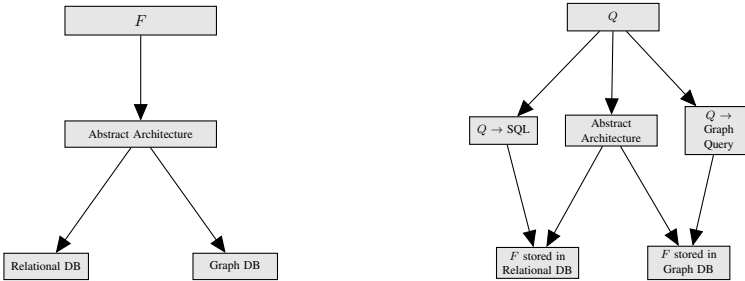 F
Abstract Architecture
Relational DB
Graph DB
Q
Q → SQL
Abstract
Architecture
Q →
Graph
Query
F stored in
Relational DB
F stored in
Graph DB